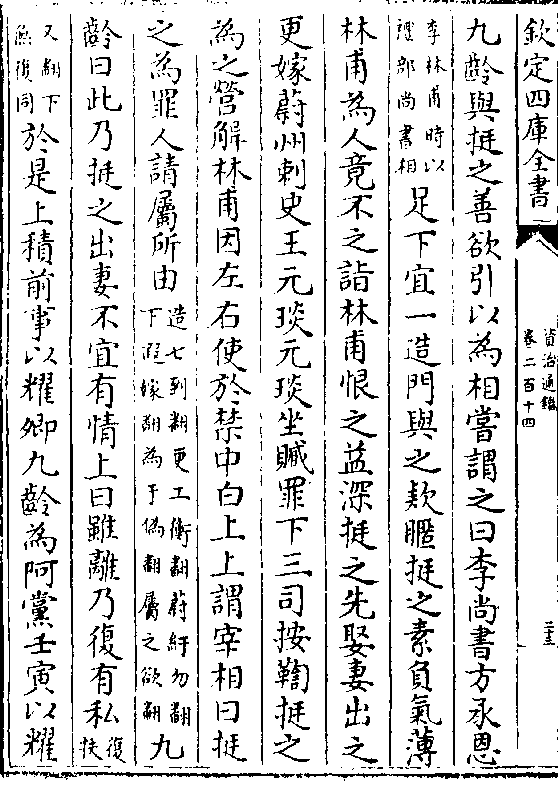 欽定四庫全書
資治通鑑
卷二百十四
二十三
九齡與挺之善欲引以為相嘗謂之曰李尚書方承恩
李林甫時以
禮部尚書相
足下宜一造門與之款暱挺之素負氣薄
林甫為人竟不之詣林甫恨之益深挺之先娶妻出之
更嫁蔚州刺史王元琰元琰坐贓罪下三司按鞫挺之
為之營解林甫因左右使於禁中白上上謂宰相曰挺
之為罪人請屬所由
造七到翻更工衡翻蔚紆勿翻
下遐嫁翻為于偽翻屬之欲翻
九
齡曰此乃挺之出妻不宜有情上曰雖離乃復有私
復
扶
又翻下
無復同
於是上積前事以耀卿九齡為阿黨壬寅以耀